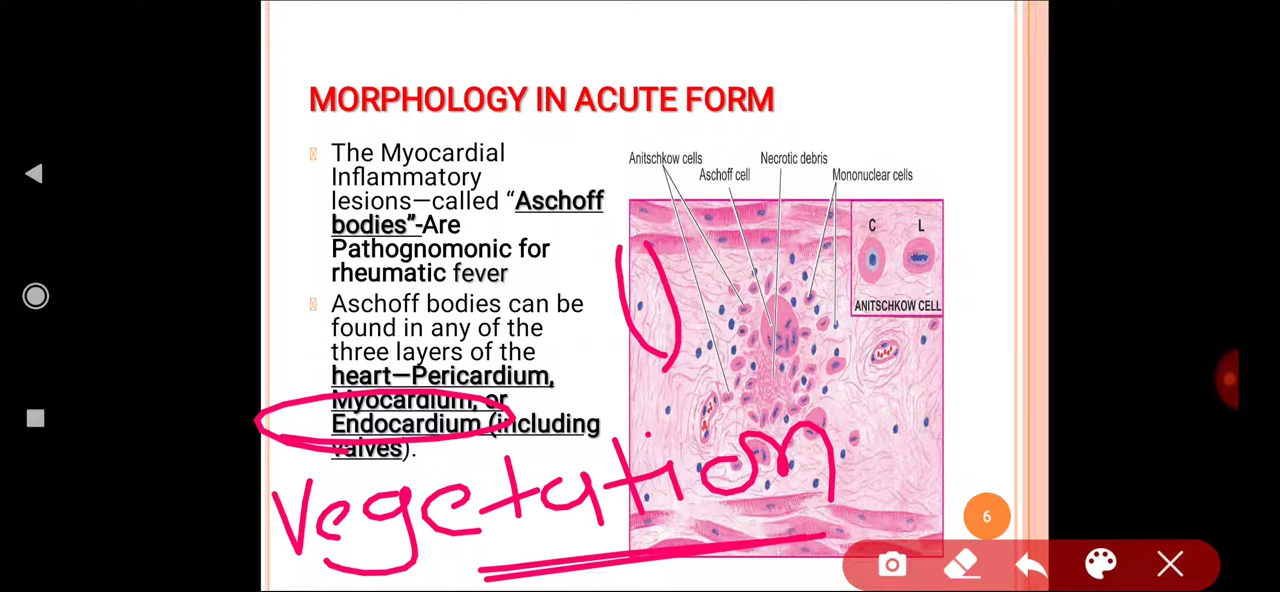 MORPHOLOGY IN ACUTE FORM
The Myocardial
Inflammatory
lesions—called “Aschoff
bodies”-Are
Pathognomonic for
rheumatic fever
Aschoff bodies can be
found in any of the
three layers of the
heart—Pericardium,
Myocardium, or
Endocardium (including
valves).
Anitschkow cells
Aschoff cell
Necrotic debris
Mononuclear cells
C L
ANITSCHKOW CELL
vegetation
6